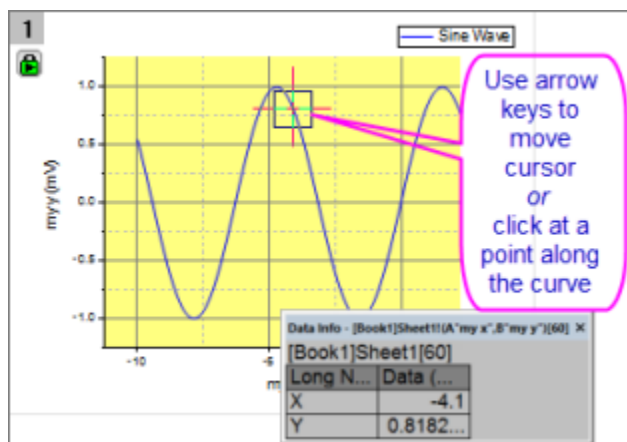 1
Sine Wave
1.0
0.5
0.0
-0.5
-1.0
my y (mV)
-10
-5
Use arrow
keys to
move
cursor
or
click at a
point along
the curve
Data Info - [Book1]Sheet1!(A"my x",B"my y")[60] ×
[Book1]Sheet1[60]
Long N... Data (...
X -4.1
Y 0.8182...